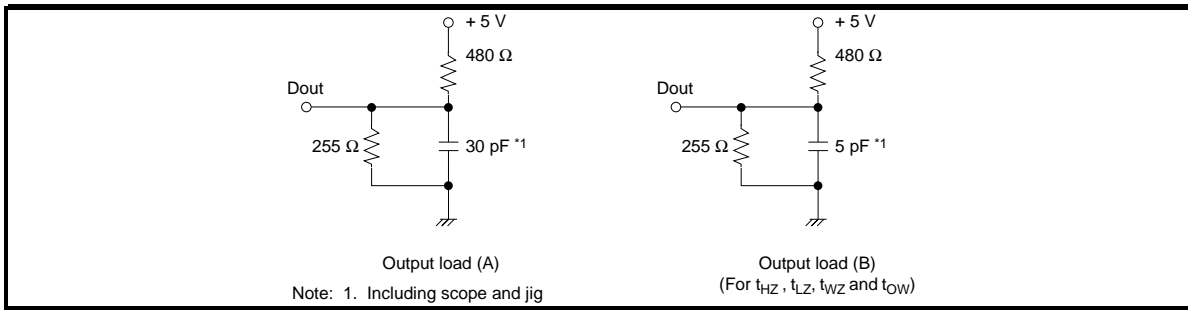 + 5 V
480 Ω
Dout
255 Ω
30 pF *1
Output load (A)
Note: 1. Including scope and jig
+ 5 V
480 Ω
Dout
255 Ω
5 pF *1
Output load (B)
(For tHZ , tLZ, tWZ and tOW)